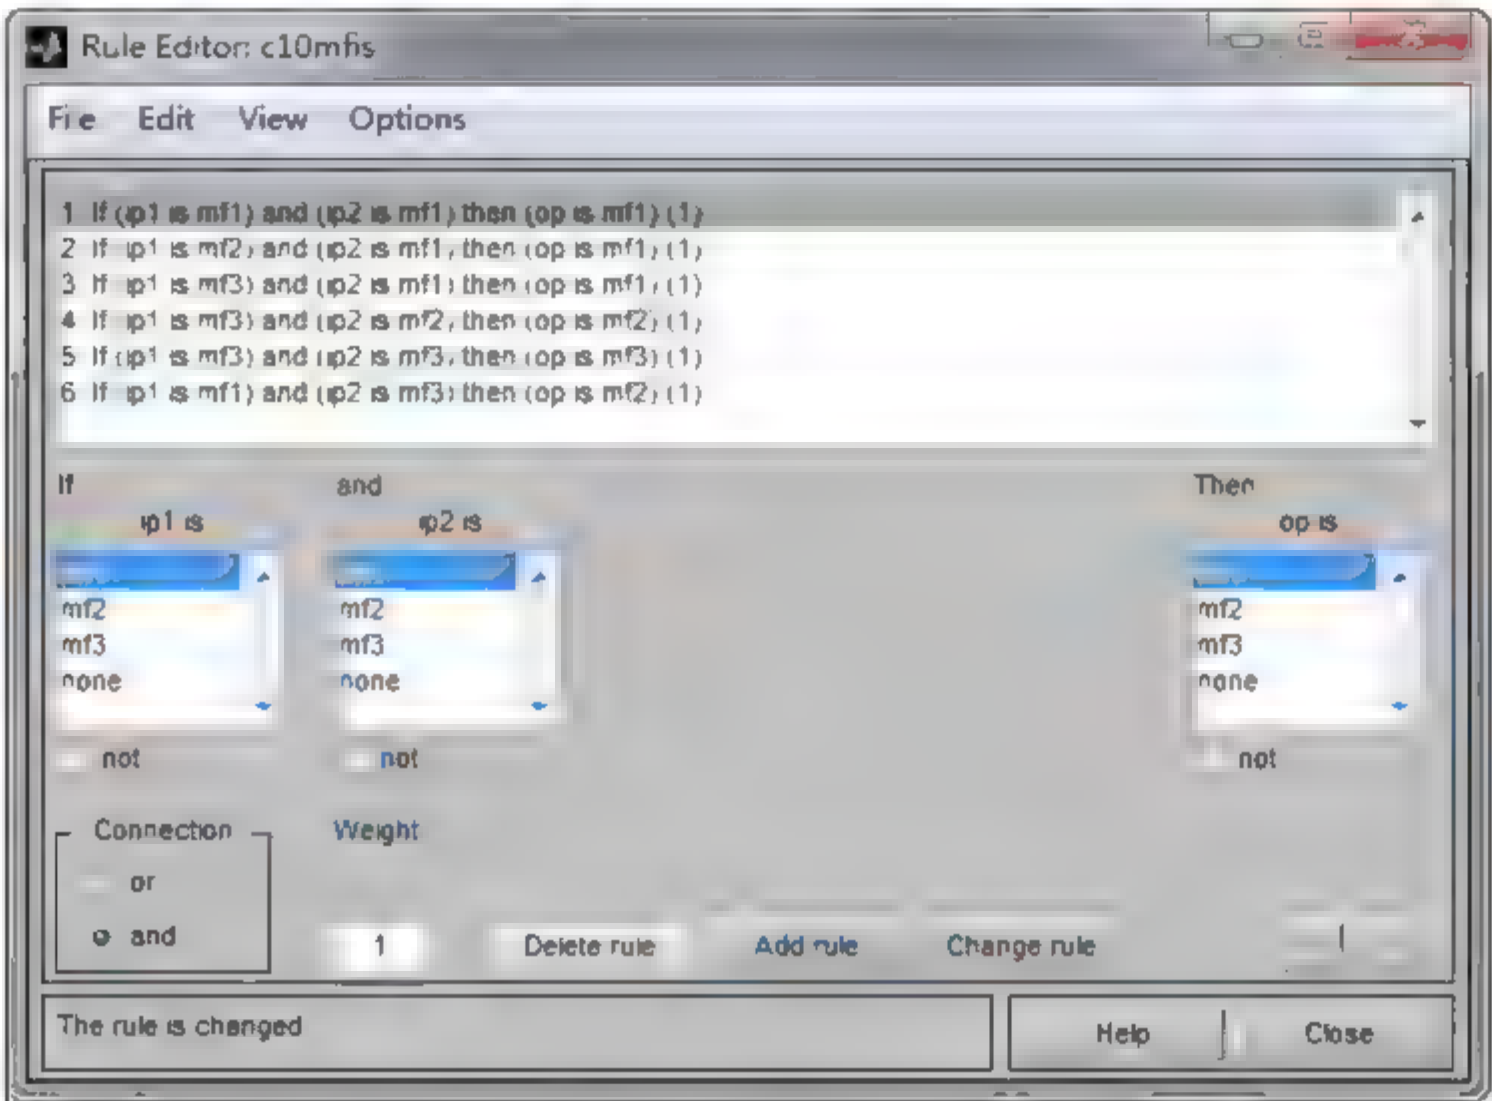 Rule Editor: c10mfis
File Edit View Options
1 If (ip1 is mf1) and (ip2 is mf1) then (op is mf1) (1)
2 If (ip1 is mf2) and (ip2 is mf1) then (op is mf1) (1)
3 If (ip1 is mf3) and (ip2 is mf1) then (op is mf1) (1)
4 If (ip1 is mf3) and (ip2 is mf2) then (op is mf2) (1)
5 If (ip1 is mf3) and (ip2 is mf3) then (op is mf3) (1)
6 If (ip1 is mf1) and (ip2 is mf3) then (op is mf2) (1)
If and Then
ip1 is ip2 is op is
mf2 mf2 mf2
mf3 mf3 mf3
none none none
not not not
Connection Weight
or
and 1 Delete rule Add rule Change rule
The rule is changed Help Close